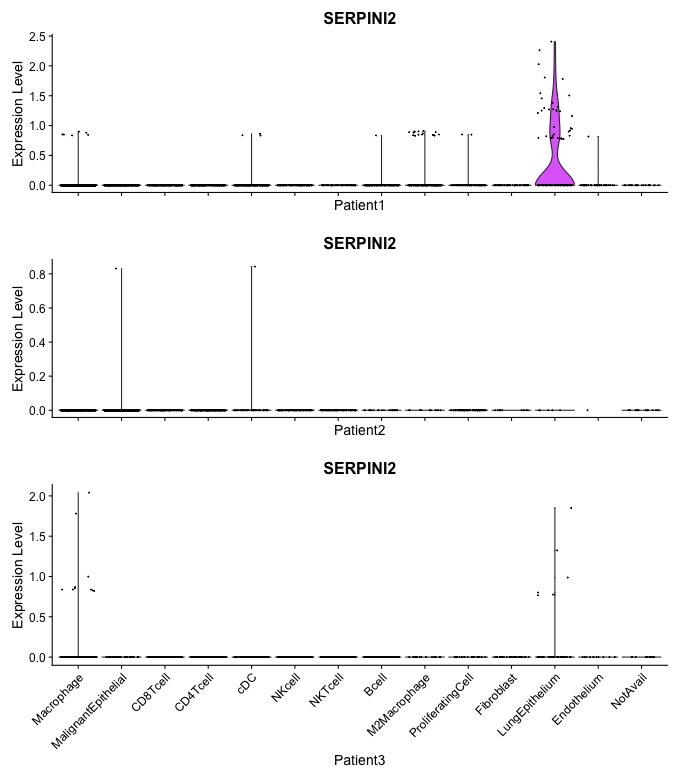 SERPINI2
Expression Level
2.5
2.0
1.5
1.0
0.5
0.0
Patient1
SERPINI2
Expression Level
0.8
0.6
0.4
0.2
0.0
Patient2
SERPINI2
Expression Level
2.0
1.5
1.0
0.5
0.0
Macrophage
MalignantEpithelial
CD8Tcell
CD4Tcell
cDC
NKcell
NKTcell
Bcell
M2Macrophage
ProliferatingCell
Fibroblast
LungEpithelium
Endothelium
NotAvail
Patient3